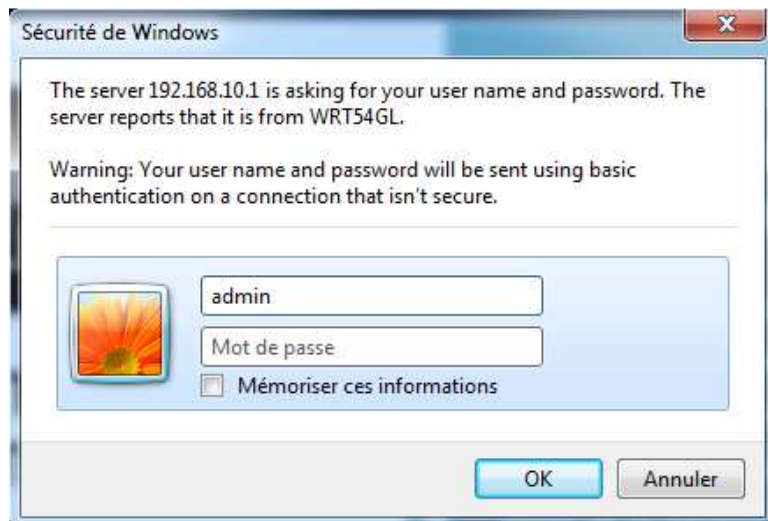 Sécurité de Windows
The server 192.168.10.1 is asking for your user name and password. The
server reports that it is from WRT54GL.
Warning: Your user name and password will be sent using basic
authentication on a connection that isn't secure.
admin
Mot de passe
Mémoriser ces informations
OK
Annuler